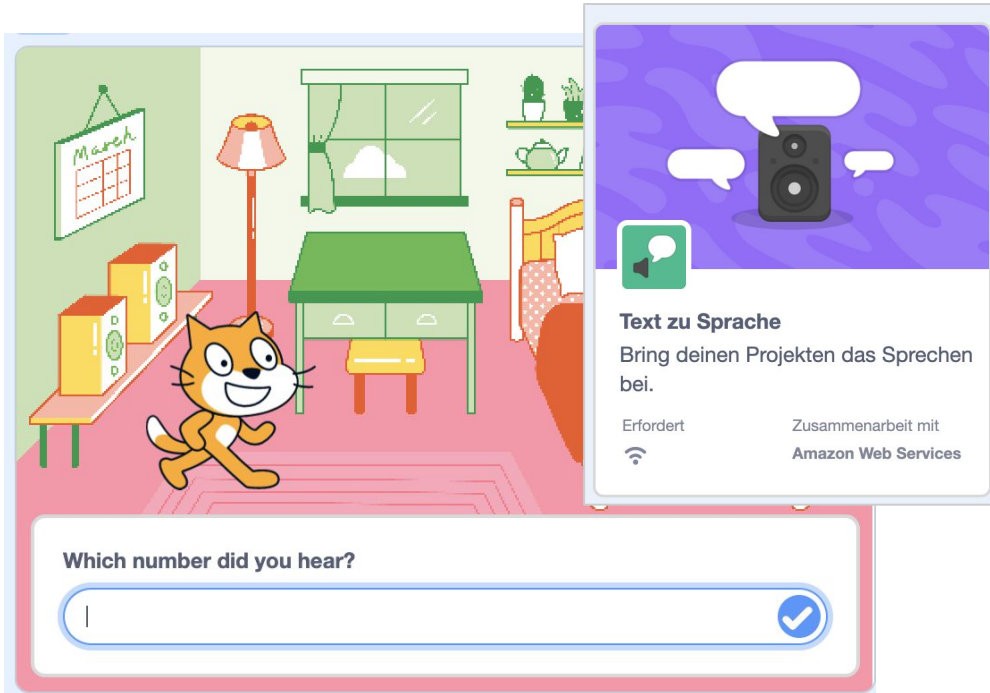 March
Text zu Sprache
Bring deinen Projekten das Sprechen
bei.
Erfordert
Zusammenarbeit mit
Amazon Web Services
Which number did you hear?